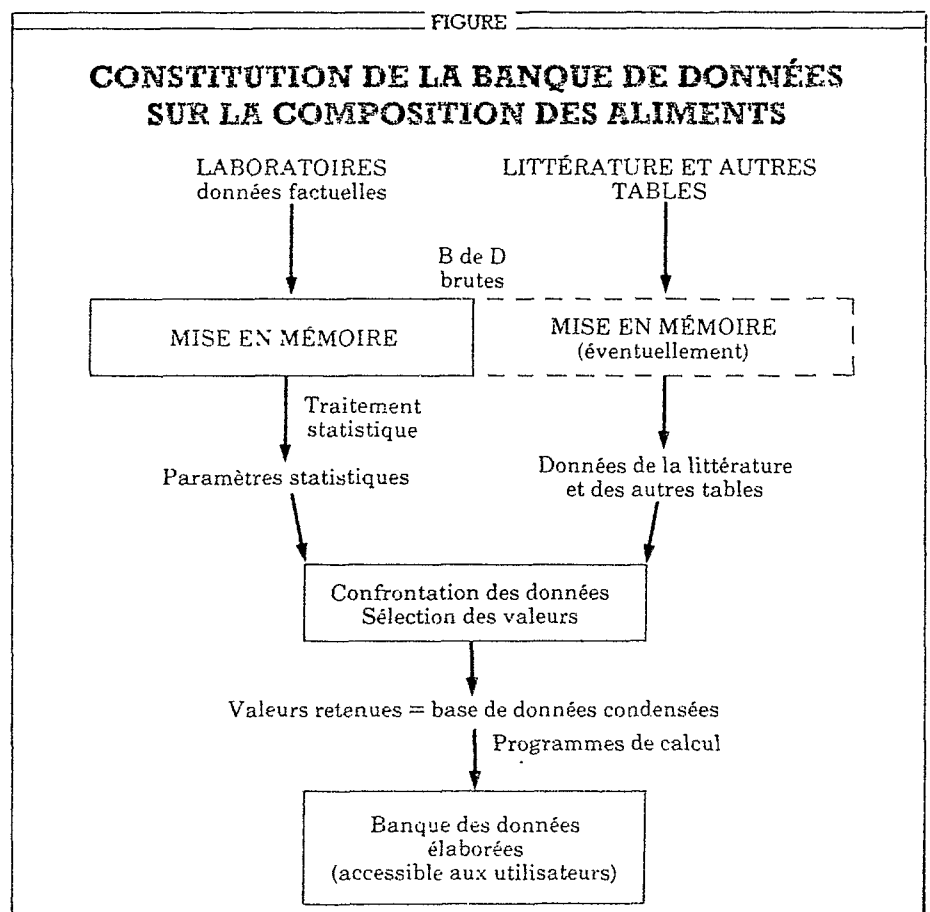 FIGURE
CONSTITUTION DE LA BANQUE DE DONNÉES
SUR LA COMPOSITION DES ALIMENTS
LABORATOIRES
données factuelles
LITTÉRATURE ET AUTRES
TABLES
B de D
brutes
MISE EN MÉMOIRE
MISE EN MÉMOIRE
(éventuellement)
Traitement
statistique
Paramètres statistiques
Données de la littérature
et des autres tables
Confrontation des données
Sélection des valeurs
Valeurs retenues = base de données condensées
Programmes de calcul
Banque des données
élaborées
(accessible aux utilisateurs)